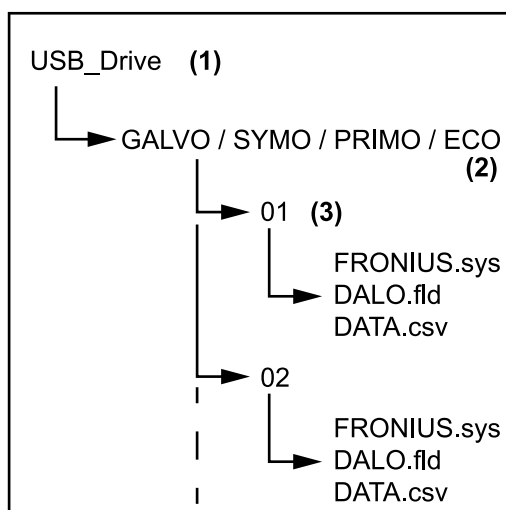 USB_Drive (1)
GALVO / SYMO / PRIMO / ECO
(2)
01 (3)
FRONIUS.sys
DALO.fld
DATA.csv
02
FRONIUS.sys
DALO.fld
DATA.csv